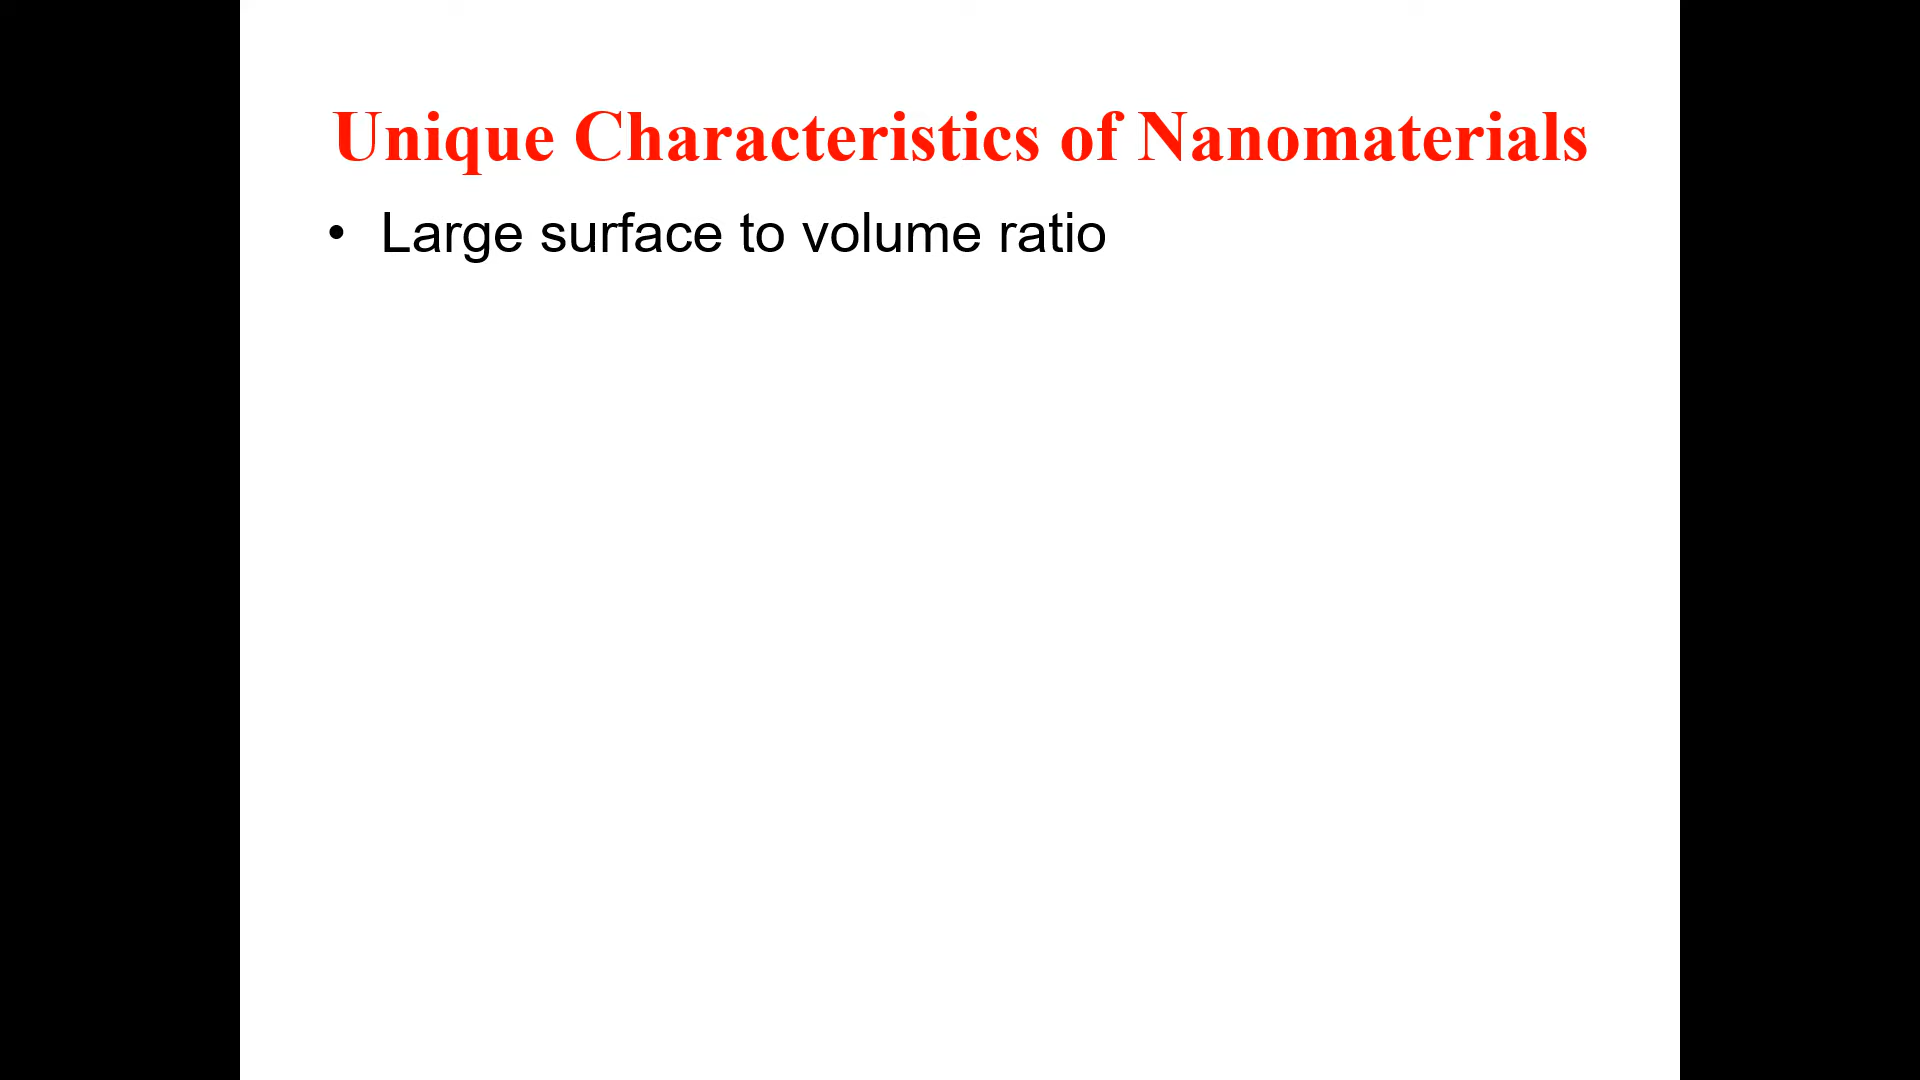 Unique Characteristics of Nanomaterials
• Large surface to volume ratio